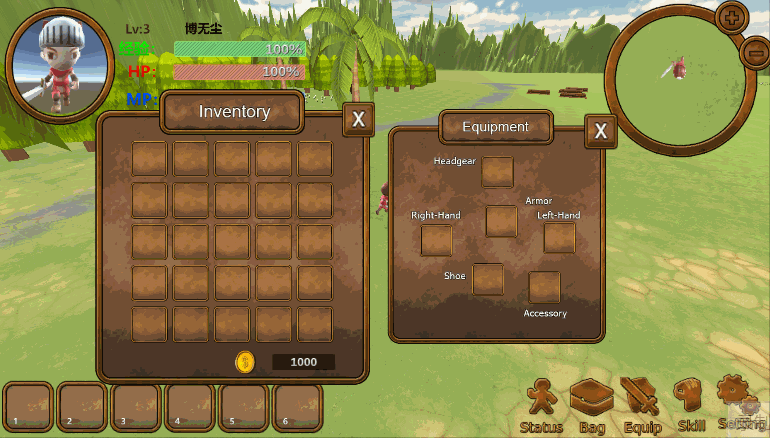 Lv:3 博无尘
经验: 100%
HP: 100%
MP:
Inventory X
Equipment X
Headgear
Armor
Right-Hand Left-Hand
Shoe
Accessory
1000
1 2 3 4 5 6
Status Bag Equip Skill